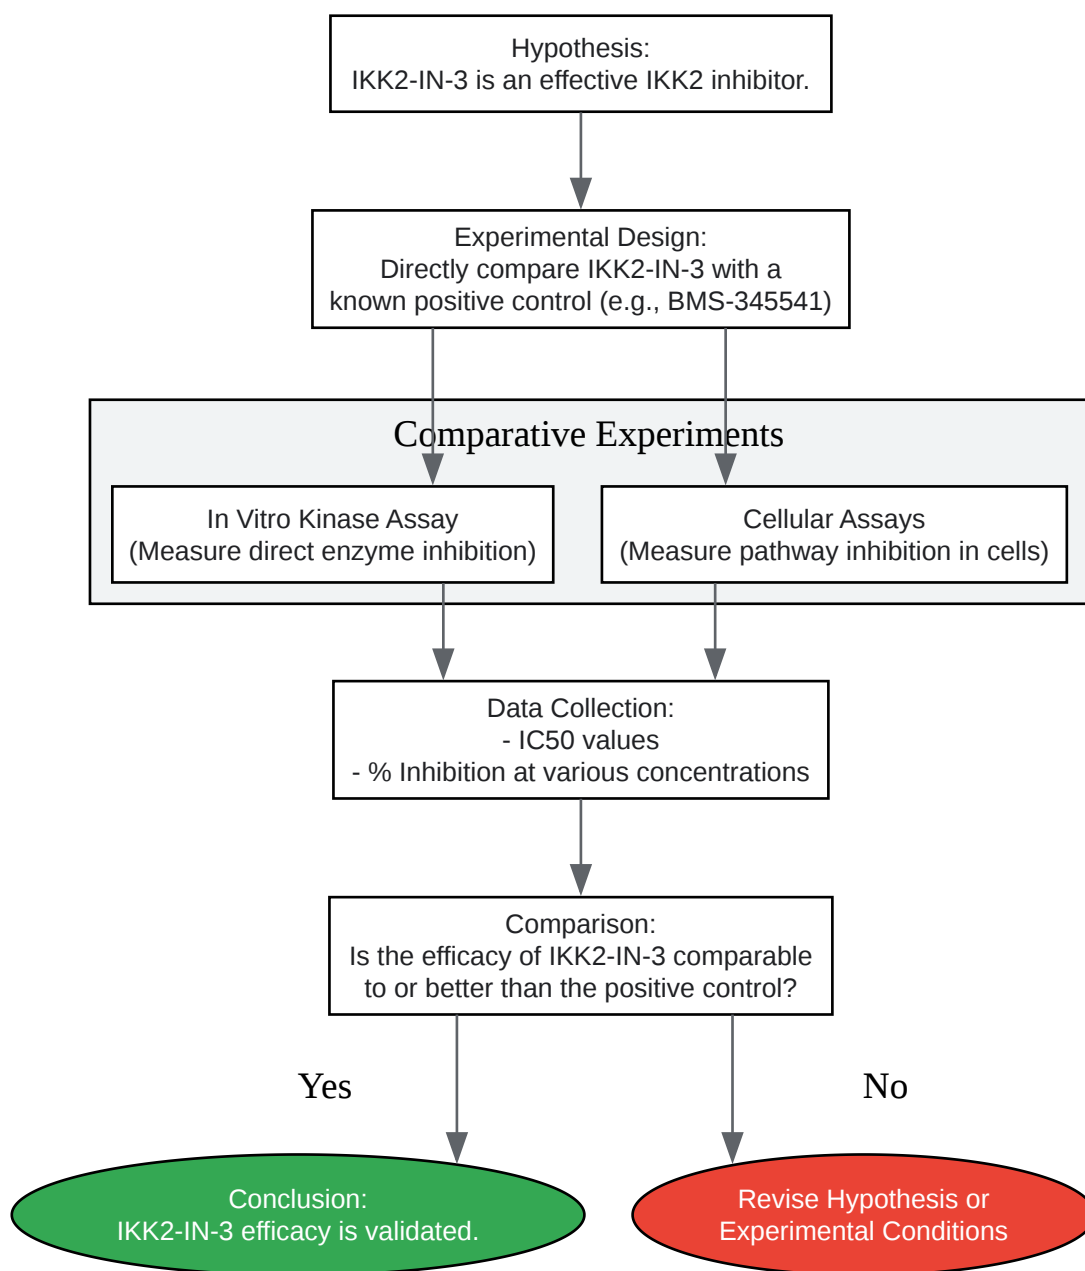 Hypothesis:
IKK2-IN-3 is an effective IKK2 inhibitor.
Experimental Design:
Directly compare IKK2-IN-3 with a
known positive control (e.g., BMS-345541)
Comparative Experiments
In Vitro Kinase Assay
(Measure direct enzyme inhibition)
Cellular Assays
(Measure pathway inhibition in cells)
Data Collection:
- IC50 values
- % Inhibition at various concentrations
Comparison:
Is the efficacy of IKK2-IN-3 comparable
to or better than the positive control?
Yes
No
Conclusion:
IKK2-IN-3 efficacy is validated.
Revise Hypothesis or
Experimental Conditions